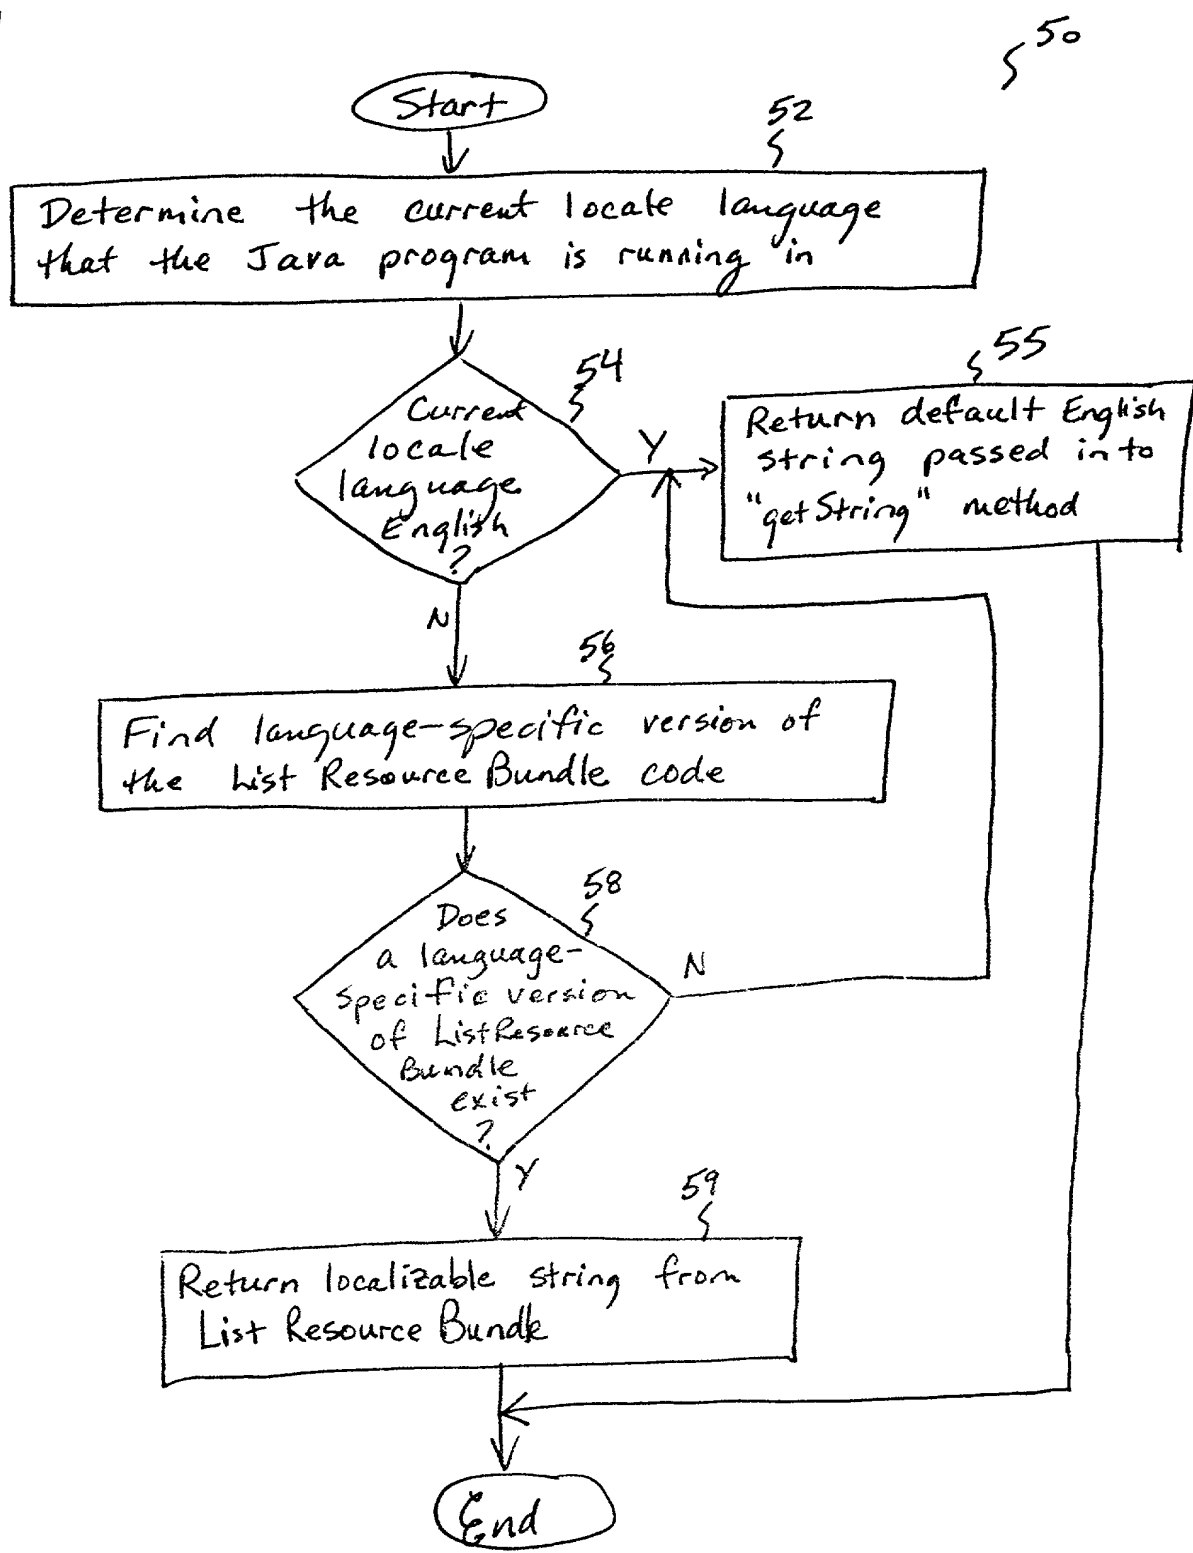 50
Start
52
Determine the current locale language
that the Java program is running in
54
Current
locale
language
English
?
Y
55
Return default English
string passed into
"getString" method
N
56
Find language-specific version of
the List Resource Bundle code
58
Does
a language-
specific version
of ListResource
Bundle
exist
?
N
Y
59
Return localizable string from
List Resource Bundle
End